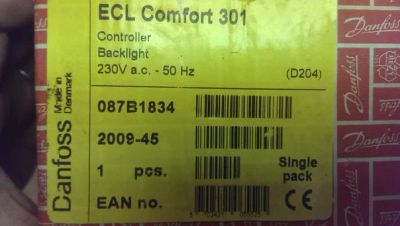 ECL Comfort 301
Controller
Backlight
230V a.c. - 50 Hz
(D204)
087B1834
2009-45
1 pcs.
Single
pack
EAN no.
CE
Danfoss
Made in
Denmark
Danfoss
Danfoss